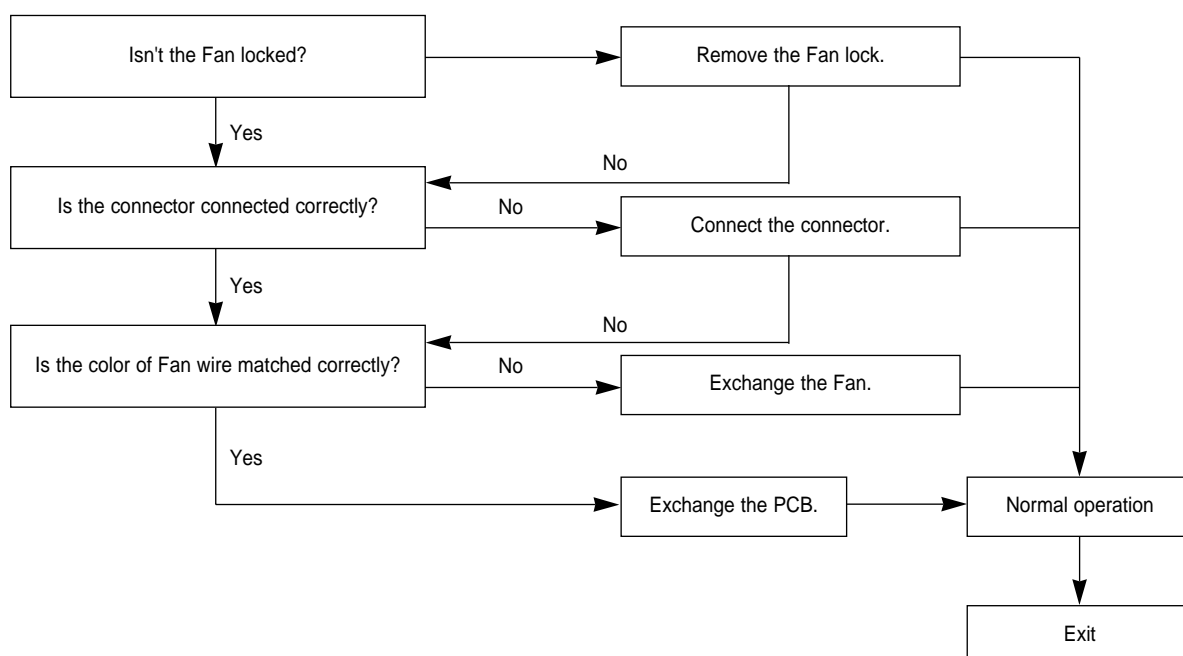 Isn't the Fan locked?
Remove the Fan lock.
Yes
No
Is the connector connected correctly?
No
Connect the connector.
Yes
No
Is the color of Fan wire matched correctly?
No
Exchange the Fan.
Yes
Exchange the PCB.
Normal operation
Exit